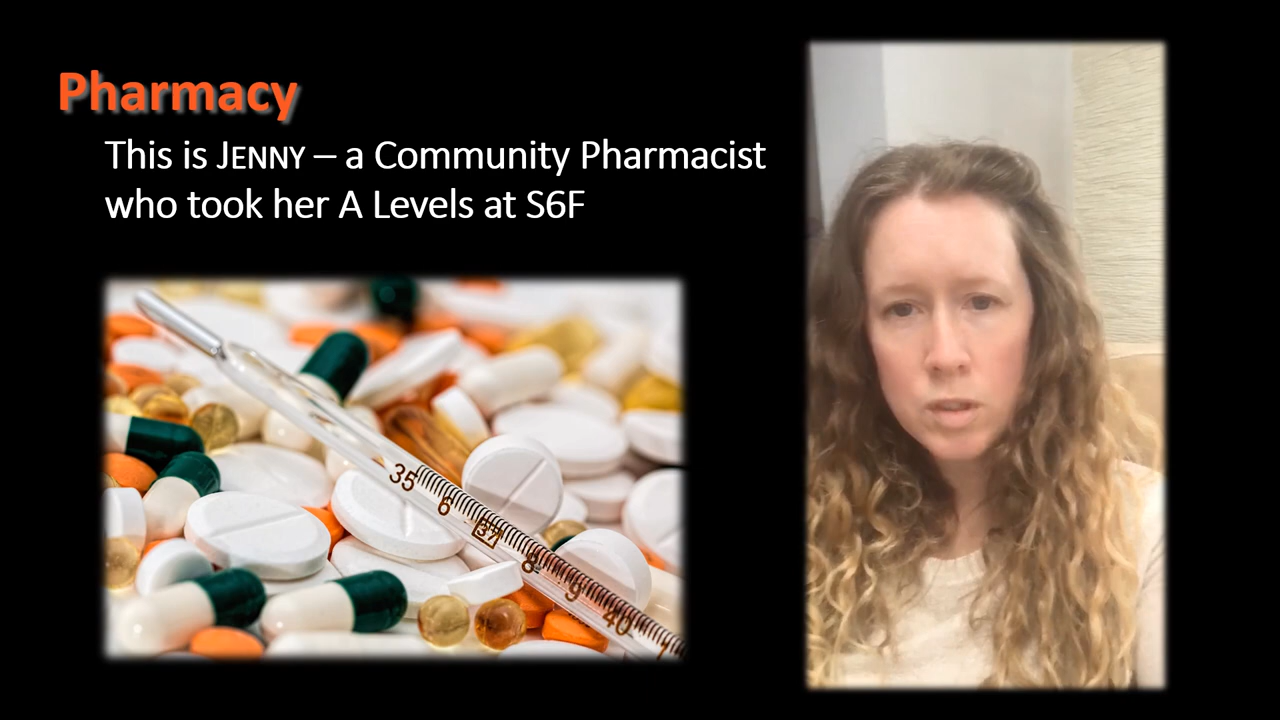 Pharmacy
This is JENNY – a Community Pharmacist
who took her A Levels at S6F
35
6
37
8
9
40